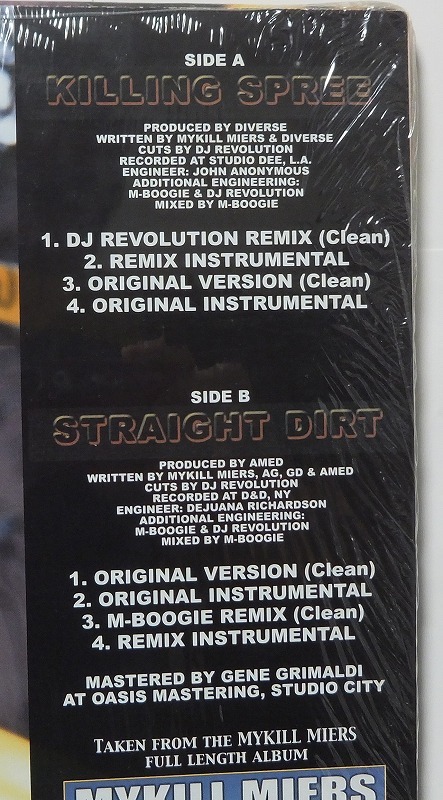 SIDE A
KILLING SPREE
PRODUCED BY DIVERSE
WRITTEN BY MYKILL MIERS & DIVERSE
CUTS BY DJ REVOLUTION
RECORDED AT STUDIO DEE, L.A.
ENGINEER: JOHN ANONYMOUS
ADDITIONAL ENGINEERING:
M-BOOGIE & DJ REVOLUTION
MIXED BY M-BOOGIE
1. DJ REVOLUTION REMIX (Clean)
2. REMIX INSTRUMENTAL
3. ORIGINAL VERSION (Clean)
4. ORIGINAL INSTRUMENTAL
SIDE B
STRAIGHT DIRT
PRODUCED BY AMED
WRITTEN BY MYKILL MIERS, AG, GD & AMED
CUTS BY DJ REVOLUTION
RECORDED AT D&D, NY
ENGINEER: DEJUANA RICHARDSON
ADDITIONAL ENGINEERING:
M-BOOGIE & DJ REVOLUTION
MIXED BY M-BOOGIE
1. ORIGINAL VERSION (Clean)
2. ORIGINAL INSTRUMENTAL
3. M-BOOGIE REMIX (Clean)
4. REMIX INSTRUMENTAL
MASTERED BY GENE GRIMALDI
AT OASIS MASTERING, STUDIO CITY
TAKEN FROM THE MYKILL MIERS
FULL LENGTH ALBUM
MYKILL MIERS